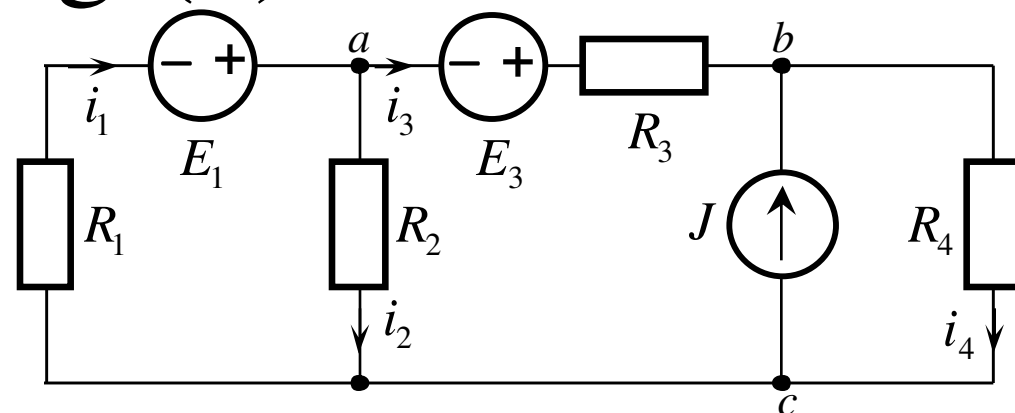 a b
− + − +
i₁ i₃ R₃
E₁ E₃
R₁ R₂ J R₄
i₂ i₄
c